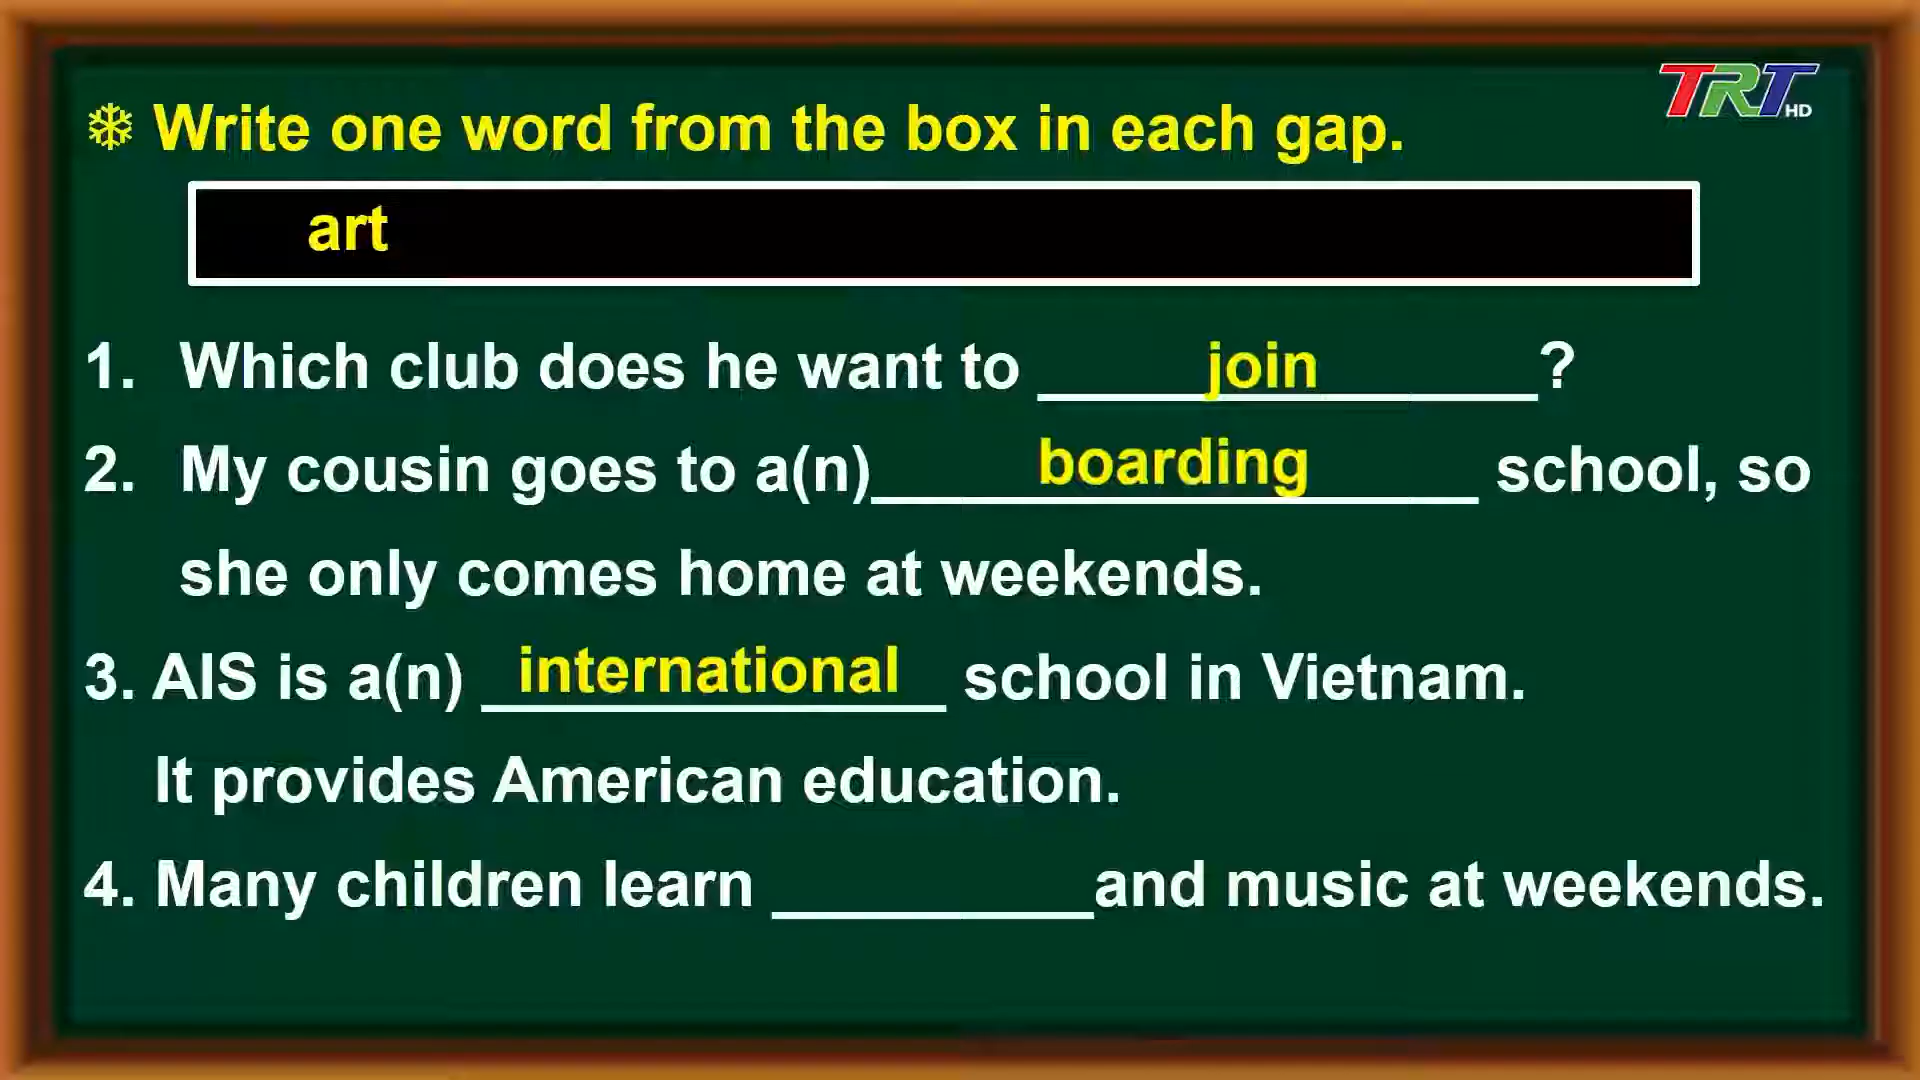 TRT HD
❄ Write one word from the box in each gap.
art
1. Which club does he want to join?
2. My cousin goes to a(n) boarding school, so
she only comes home at weekends.
3. AIS is a(n) international school in Vietnam.
It provides American education.
4. Many children learn __________and music at weekends.